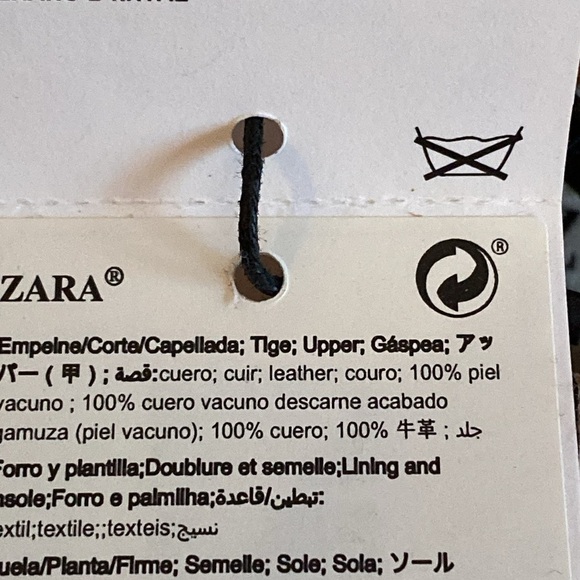 ZARA®
®
Empeine/Corte/Capellada; Tige; Upper; Gáspea; アッ
パー ( 甲 ) ; قصة:cuero; cuir; leather; couro; 100% piel
vacuno ; 100% cuero vacuno descarne acabado
gamuza (piel vacuno); 100% cuero; 100% 牛革 ; جلد
Forro y plantilla;Doublure et semelle;Lining and
nsole;Forro e palmilha;تبطين/قاعدة:
extil;textile;;texteis;نسيج
uela/Planta/Firme; Semelle; Sole; Sola; ソール